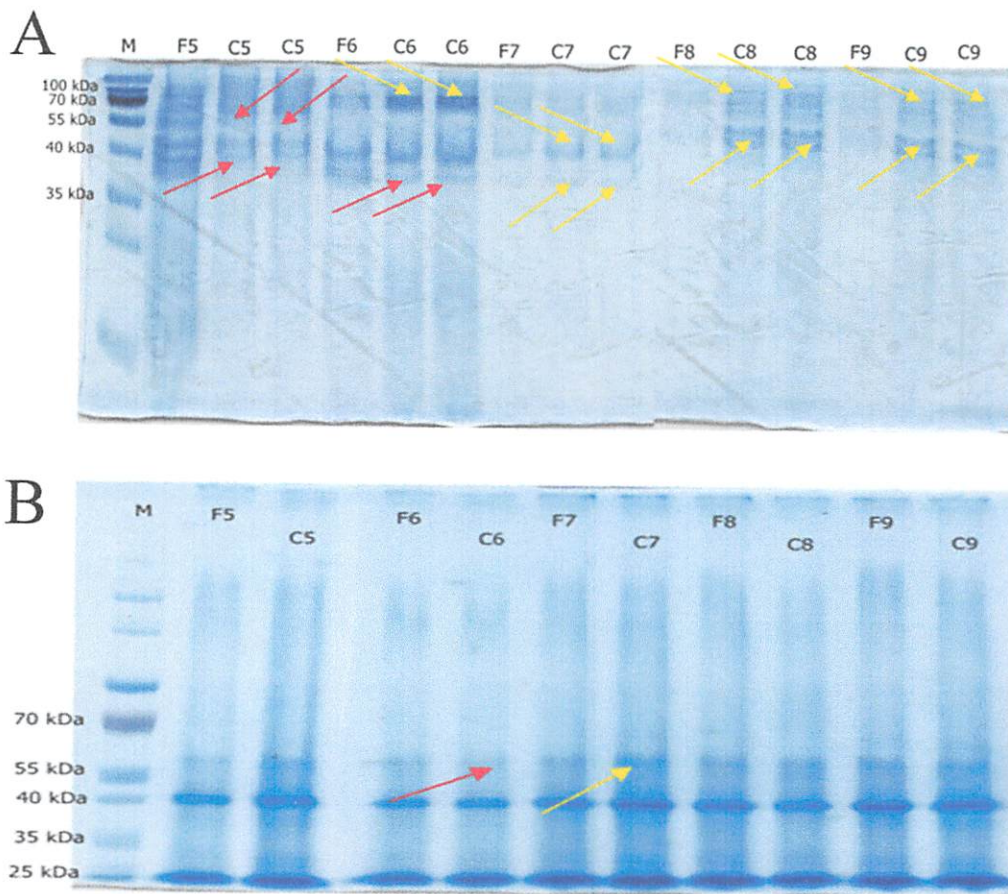 A
M F5 C5 C5 F6 C6 C6 F7 C7 C7 F8 C8 C8 F9 C9 C9
100 kDa
70 kDa
55 kDa
40 kDa
35 kDa
B
M F5 F6 F7 F8 F9
C5 C6 C7 C8 C9
70 kDa
55 kDa
40 kDa
35 kDa
25 kDa